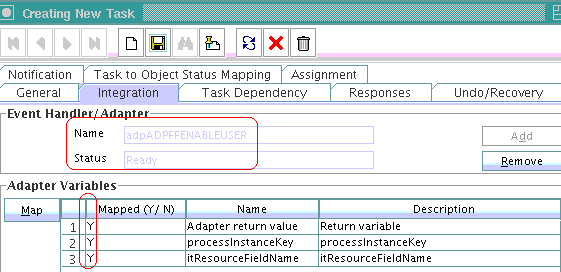 Creating New Task
Notification Task to Object Status Mapping Assignment
General Integration Task Dependency Responses Undo/Recovery
Event Handler/Adapter
Name adpADPFFENABLEUSER Add
Status Ready Remove
Adapter Variables
Map Mapped (Y/ N) Name Description
1 Y Adapter return value Return variable
2 Y processInstanceKey processInstanceKey
3 Y itResourceFieldName itResourceFieldName